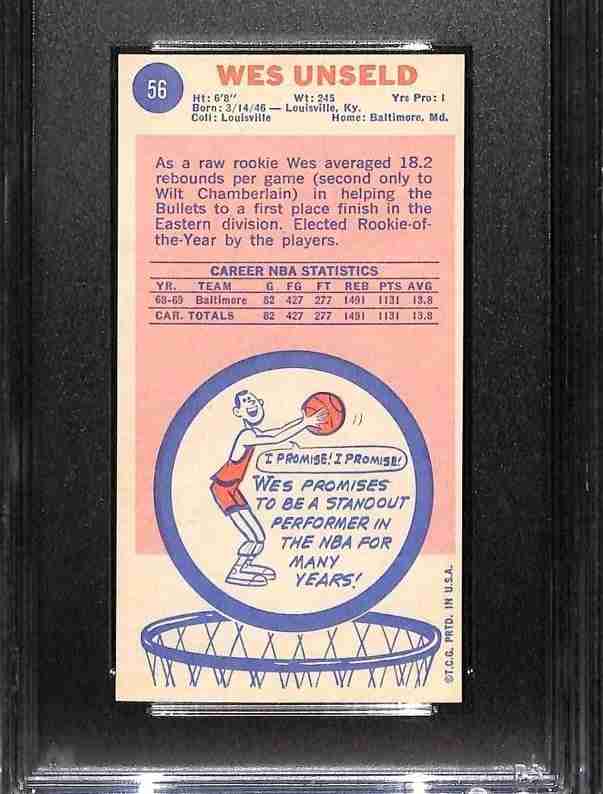 56
WES UNSELD
Ht: 6'8" Wt: 245 Yrs Pro: 1
Born: 3/14/46 — Louisville, Ky.
Coll: Louisville Home: Baltimore, Md.
As a raw rookie Wes averaged 18.2
rebounds per game (second only to
Wilt Chamberlain) in helping the
Bullets to a first place finish in the
Eastern division. Elected Rookie-of-
the-Year by the players.
CAREER NBA STATISTICS
YR. TEAM G FG FT REB PTS AVG
68-69 Baltimore 82 427 277 1491 1131 13.8
CAR. TOTALS 82 427 277 1491 1131 13.8
I PROMISE! I PROMISE!
WES PROMISES
TO BE A STANDOUT
PERFORMER IN
THE NBA FOR
MANY
YEARS!
©T.C.G. PRTD. IN U.S.A.